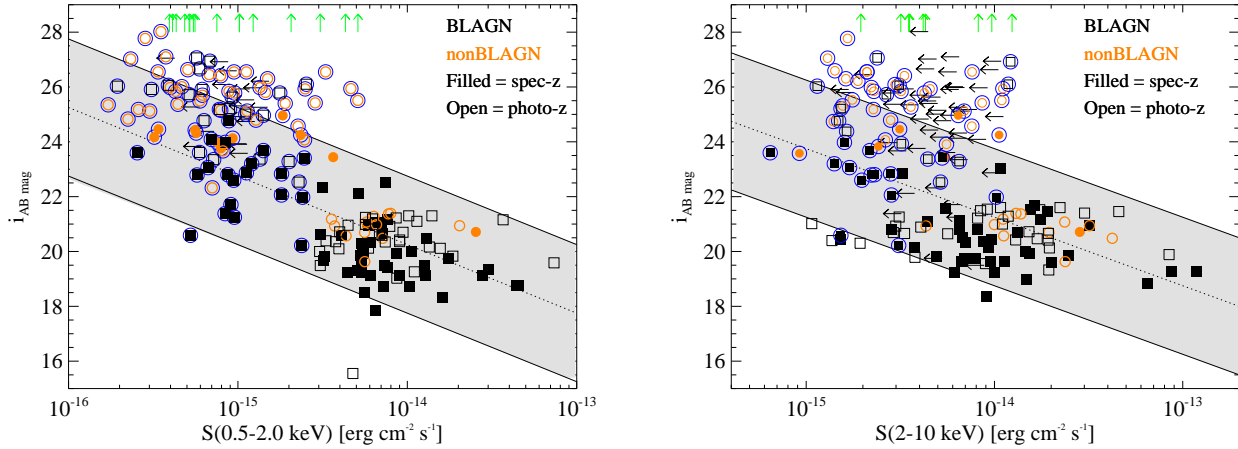 28
26
24
22
20
18
16
i_AB mag
BLAGN
nonBLAGN
Filled = spec-z
Open = photo-z
10^-16
10^-15
10^-14
10^-13
S(0.5-2.0 keV) [erg cm^-2 s^-1]
28
26
24
22
20
18
16
i_AB mag
BLAGN
nonBLAGN
Filled = spec-z
Open = photo-z
10^-15
10^-14
10^-13
S(2-10 keV) [erg cm^-2 s^-1]